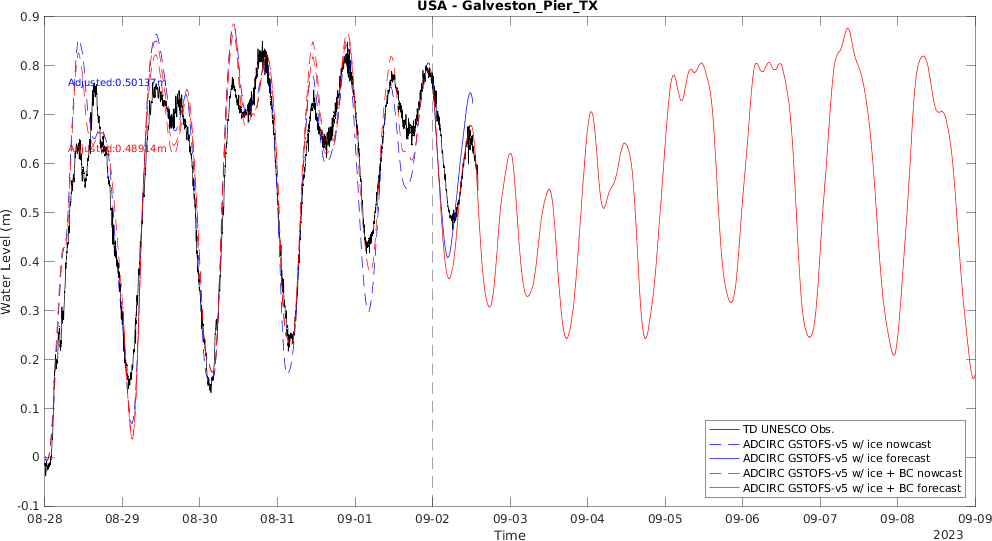 USA - Galveston_Pier_TX
0.9
0.8
0.7
0.6
0.5
0.4
0.3
0.2
0.1
0
-0.1
Water Level (m)
Adjusted:0.50137m
Adjusted:0.48914m
TD UNESCO Obs.
ADCIRC GSTOFS-v5 w/ ice nowcast
ADCIRC GSTOFS-v5 w/ ice forecast
ADCIRC GSTOFS-v5 w/ ice + BC nowcast
ADCIRC GSTOFS-v5 w/ ice + BC forecast
08-28 08-29 08-30 08-31 09-01 09-02 09-03 09-04 09-05 09-06 09-07 09-08 09-09
Time
2023